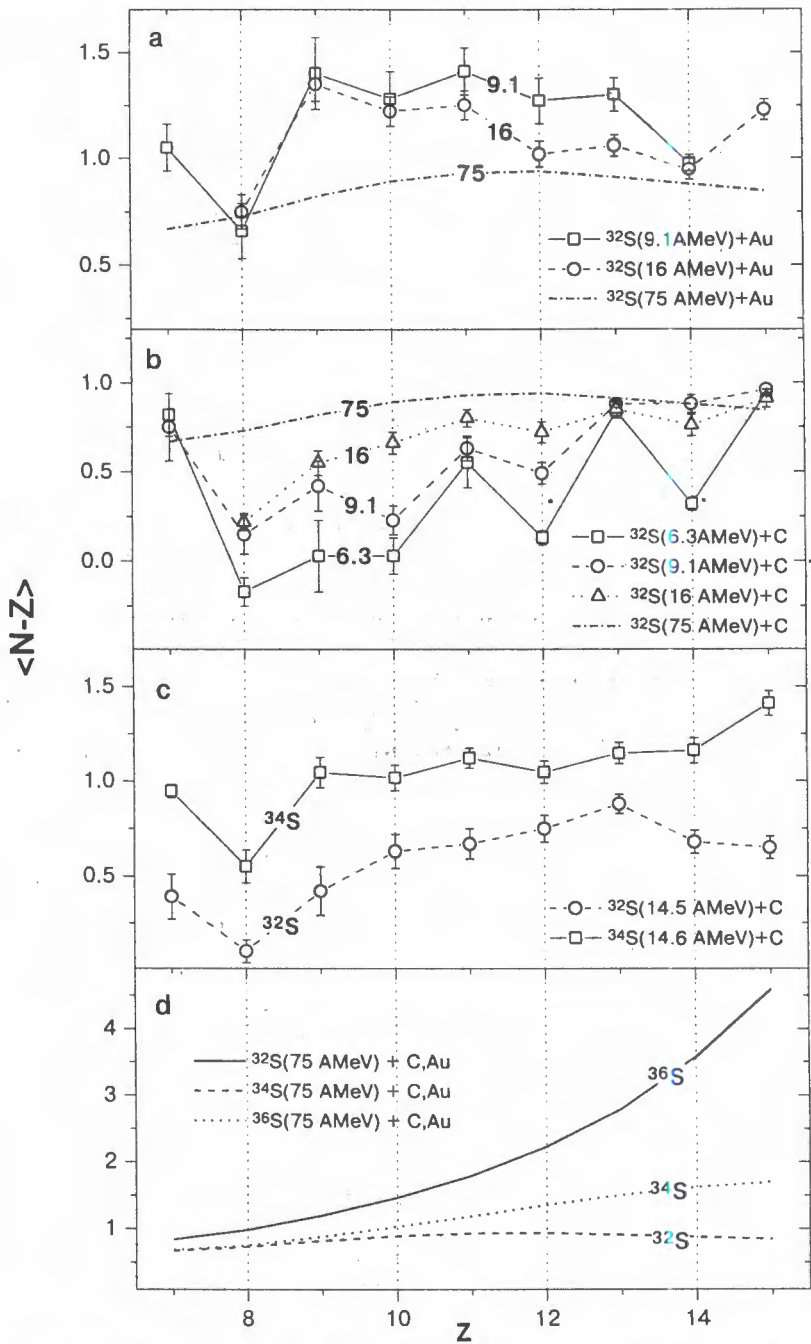 <N-Z>
a
1.5
1.0
0.5
9.1
16
75
³²S(9.1AMeV)+Au
³²S(16 AMeV)+Au
³²S(75 AMeV)+Au
b
1.0
0.5
0.0
75
16
9.1
6.3
³²S(6.3AMeV)+C
³²S(9.1AMeV)+C
³²S(16 AMeV)+C
³²S(75 AMeV)+C
c
1.5
1.0
0.5
³⁴S
³²S
³²S(14.5 AMeV)+C
³⁴S(14.6 AMeV)+C
d
4
3
2
1
³²S(75 AMeV) + C,Au
³⁴S(75 AMeV) + C,Au
³⁶S(75 AMeV) + C,Au
³⁶S
³⁴S
³²S
8 10 12 14
Z